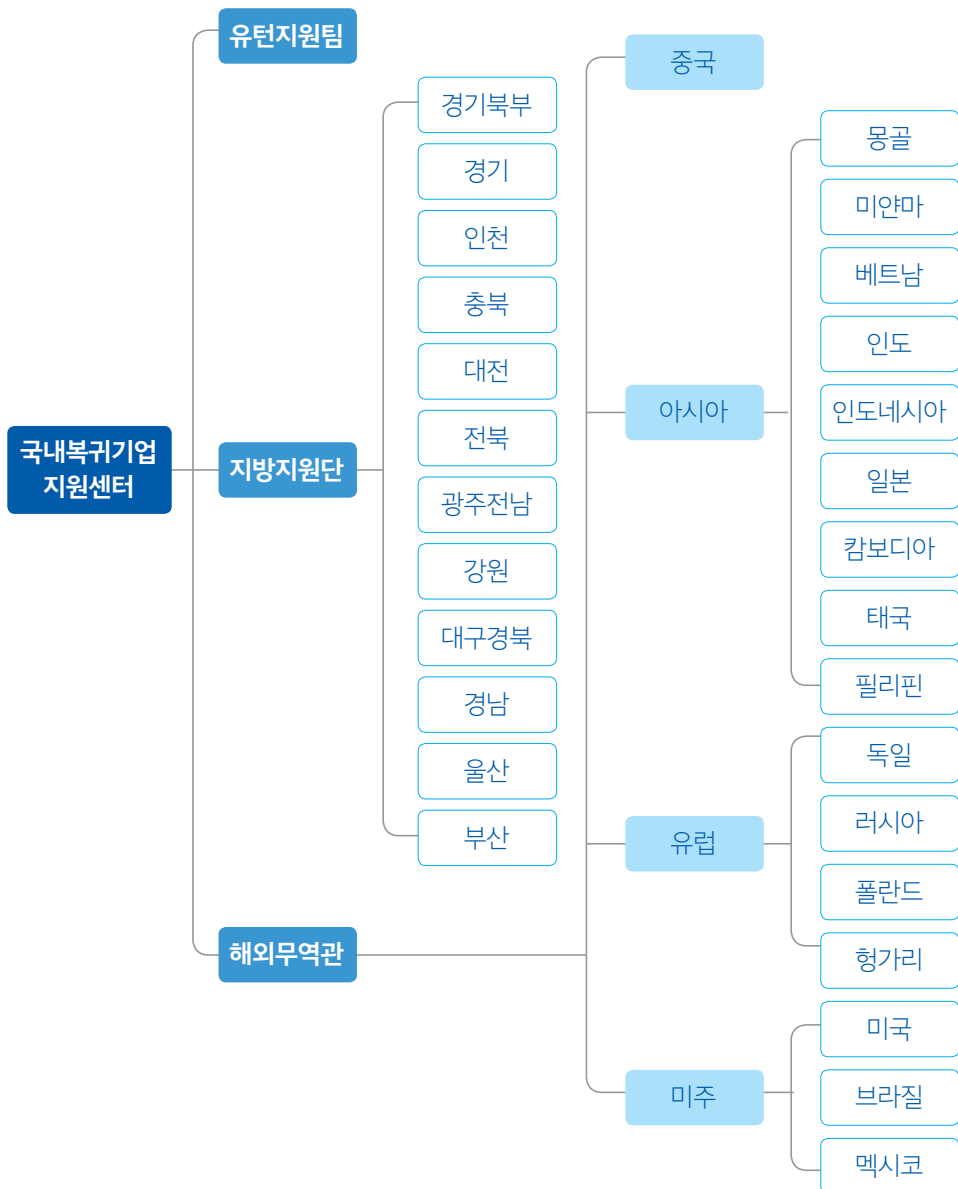 국내복귀기업
지원센터
유턴지원팀
지방지원단
경기북부
경기
인천
충북
대전
전북
광주전남
강원
대구경북
경남
울산
부산
해외무역관
중국
아시아
몽골
미얀마
베트남
인도
인도네시아
일본
캄보디아
태국
필리핀
유럽
독일
러시아
폴란드
헝가리
미주
미국
브라질
멕시코